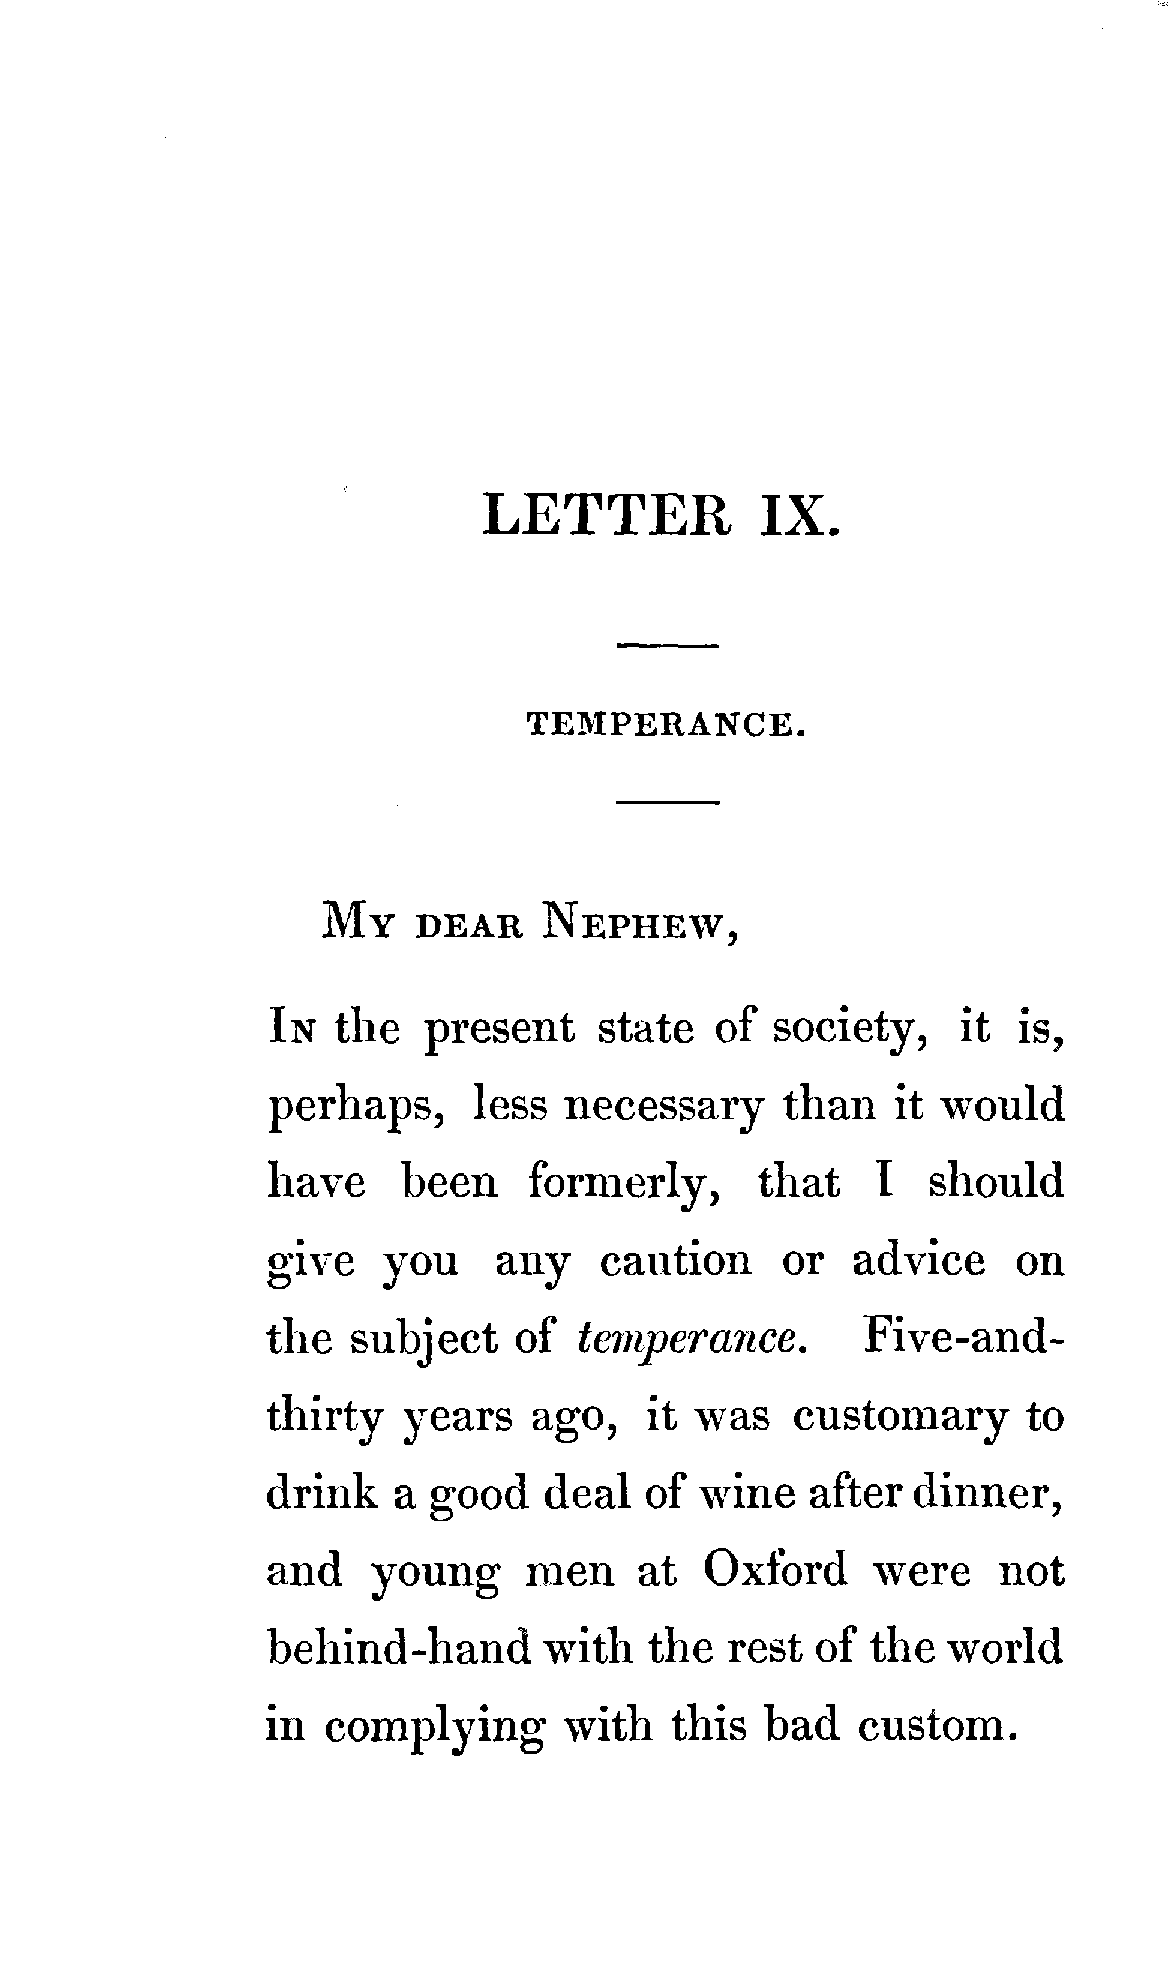 LETTER IX.
TEMPERANCE.
MY DEAR NEPHEW,
IN the present state of society, it is,
perhaps, less necessary than it would
have been formerly, that I should
give you any caution or advice on
the subject of temperance. Five-and-
thirty years ago, it was customary to
drink a good deal of wine after dinner,
and young men at Oxford were not
behind-hand with the rest of the world
in complying with this bad custom.